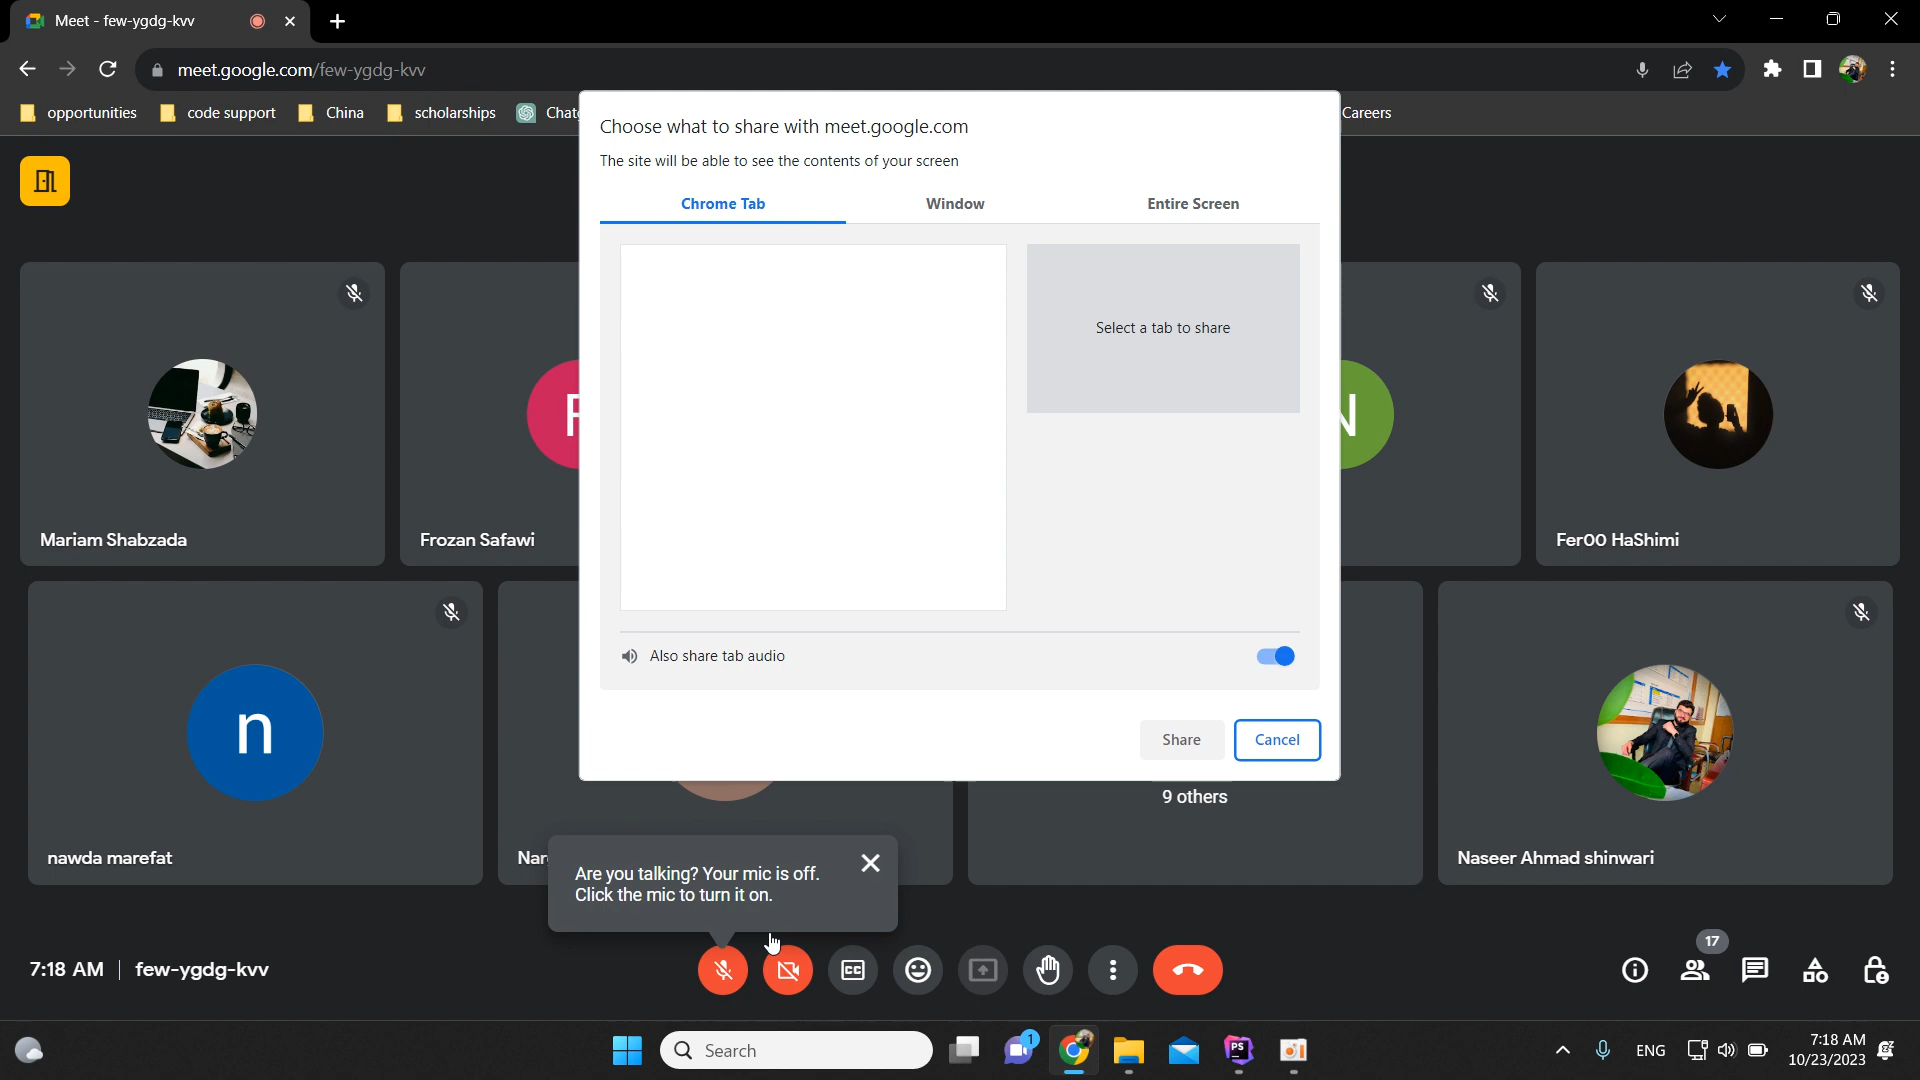 Meet - few-ygdg-kvv
meet.google.com/few-ygdg-kvv
opportunities
code support
China
scholarships
Careers
Choose what to share with meet.google.com
The site will be able to see the contents of your screen
Chrome Tab
Window
Entire Screen
Select a tab to share
Also share tab audio
Share
Cancel
Mariam Shabzada
F
Frozan Safawi
N
Fer00 HaShimi
n
nawda marefat
9 others
Naseer Ahmad shinwari
Are you talking? Your mic is off.
Click the mic to turn it on.
7:18 AM
few-ygdg-kvv
CC
17
Search
1
PS
ENG
7:18 AM
10/23/2023